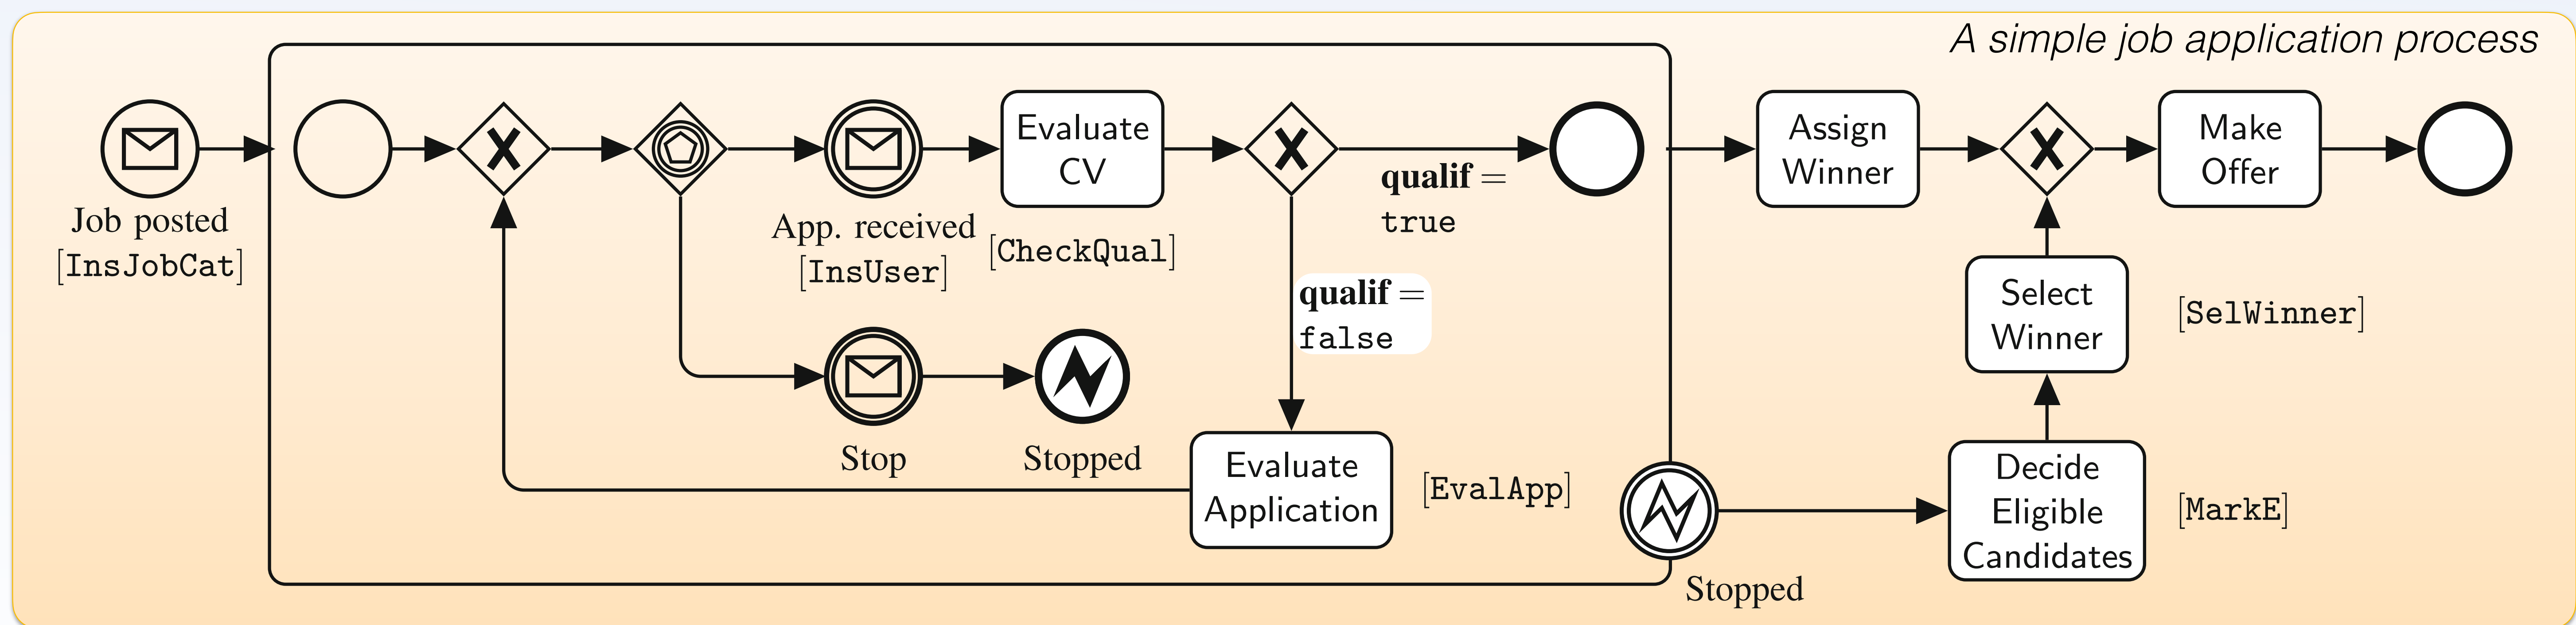 A simple job application process
Job posted
[InsJobCat]
App. received
[InsUser]
Evaluate
CV
[CheckQual]
qualif =
true
qualif =
false
Stop
Stopped
Evaluate
Application
[EvalApp]
Stopped
Assign
Winner
Make
Offer
Select
Winner
[SelWinner]
Decide
Eligible
Candidates
[MarkE]